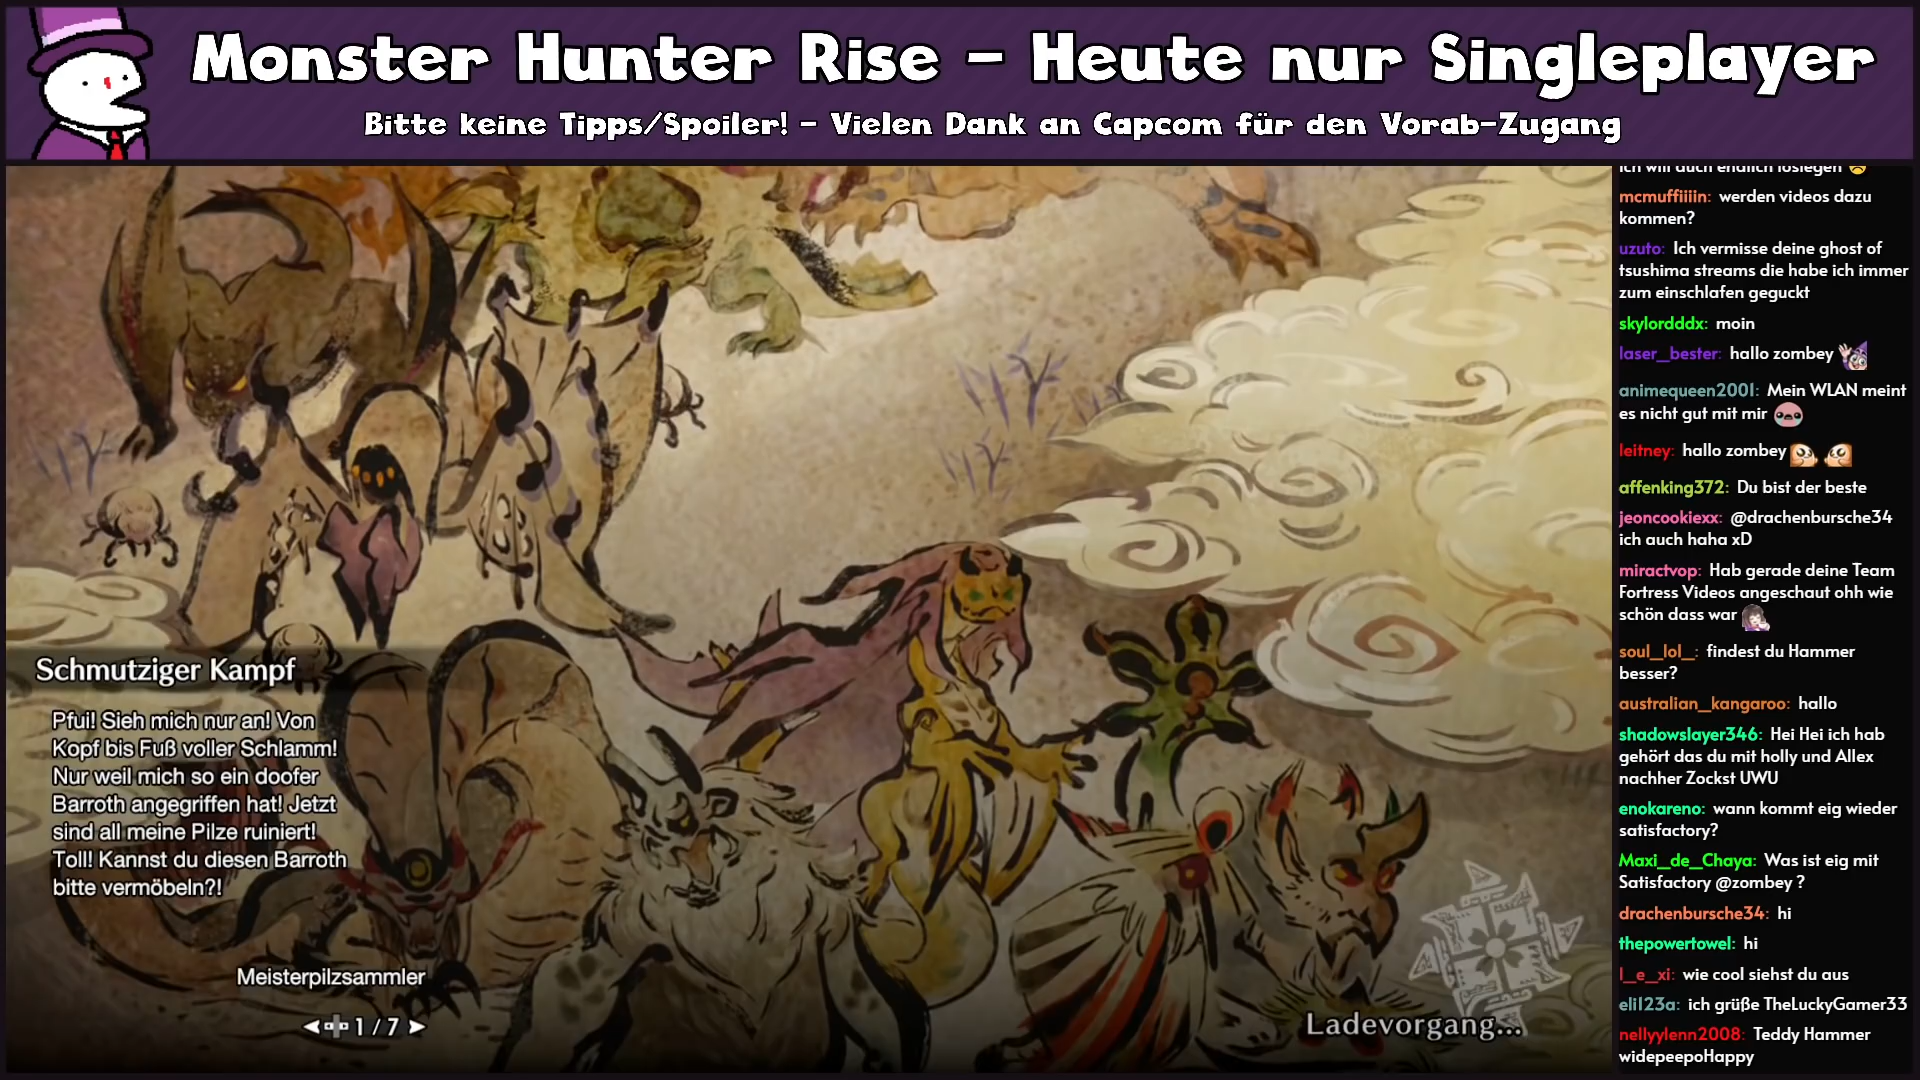 Monster Hunter Rise - Heute nur Singleplayer
Bitte keine Tipps/Spoiler! - Vielen Dank an Capcom für den Vorab-Zugang
Schmutziger Kampf
Pfui! Sieh mich nur an! Von
Kopf bis Fuß voller Schlamm!
Nur weil mich so ein doofer
Barroth angegriffen hat! Jetzt
sind all meine Pilze ruiniert!
Toll! Kannst du diesen Barroth
bitte vermöbeln?!
Meisterpilzsammler
1 / 7
Ladevorgang...
ich will auch endlich loslegen
mcmuffiiiin: werden videos dazu
kommen?
uzuto: Ich vermisse deine ghost of
tsushima streams die habe ich immer
zum einschlafen geguckt
skylordddx: moin
laser_bester: hallo zombey
animequeen2001: Mein WLAN meint
es nicht gut mit mir
leitney: hallo zombey
affenking372: Du bist der beste
jeoncookiexx: @drachenbursche34
ich auch haha xD
miractvop: Hab gerade deine Team
Fortress Videos angeschaut ohh wie
schön dass war
soul_lol_: findest du Hammer
besser?
australian_kangaroo: hallo
shadowslayer346: Hei Hei ich hab
gehört das du mit holly und Allex
nachher Zockst UWU
enokareno: wann kommt eig wieder
satisfactory?
Maxi_de_Chaya: Was ist eig mit
Satisfactory @zombey ?
drachenbursche34: hi
thepowertowel: hi
l_e_xi: wie cool siehst du aus
eli123a: ich grüße TheLuckyGamer33
nellyylenn2008: Teddy Hammer
widepeepoHappy